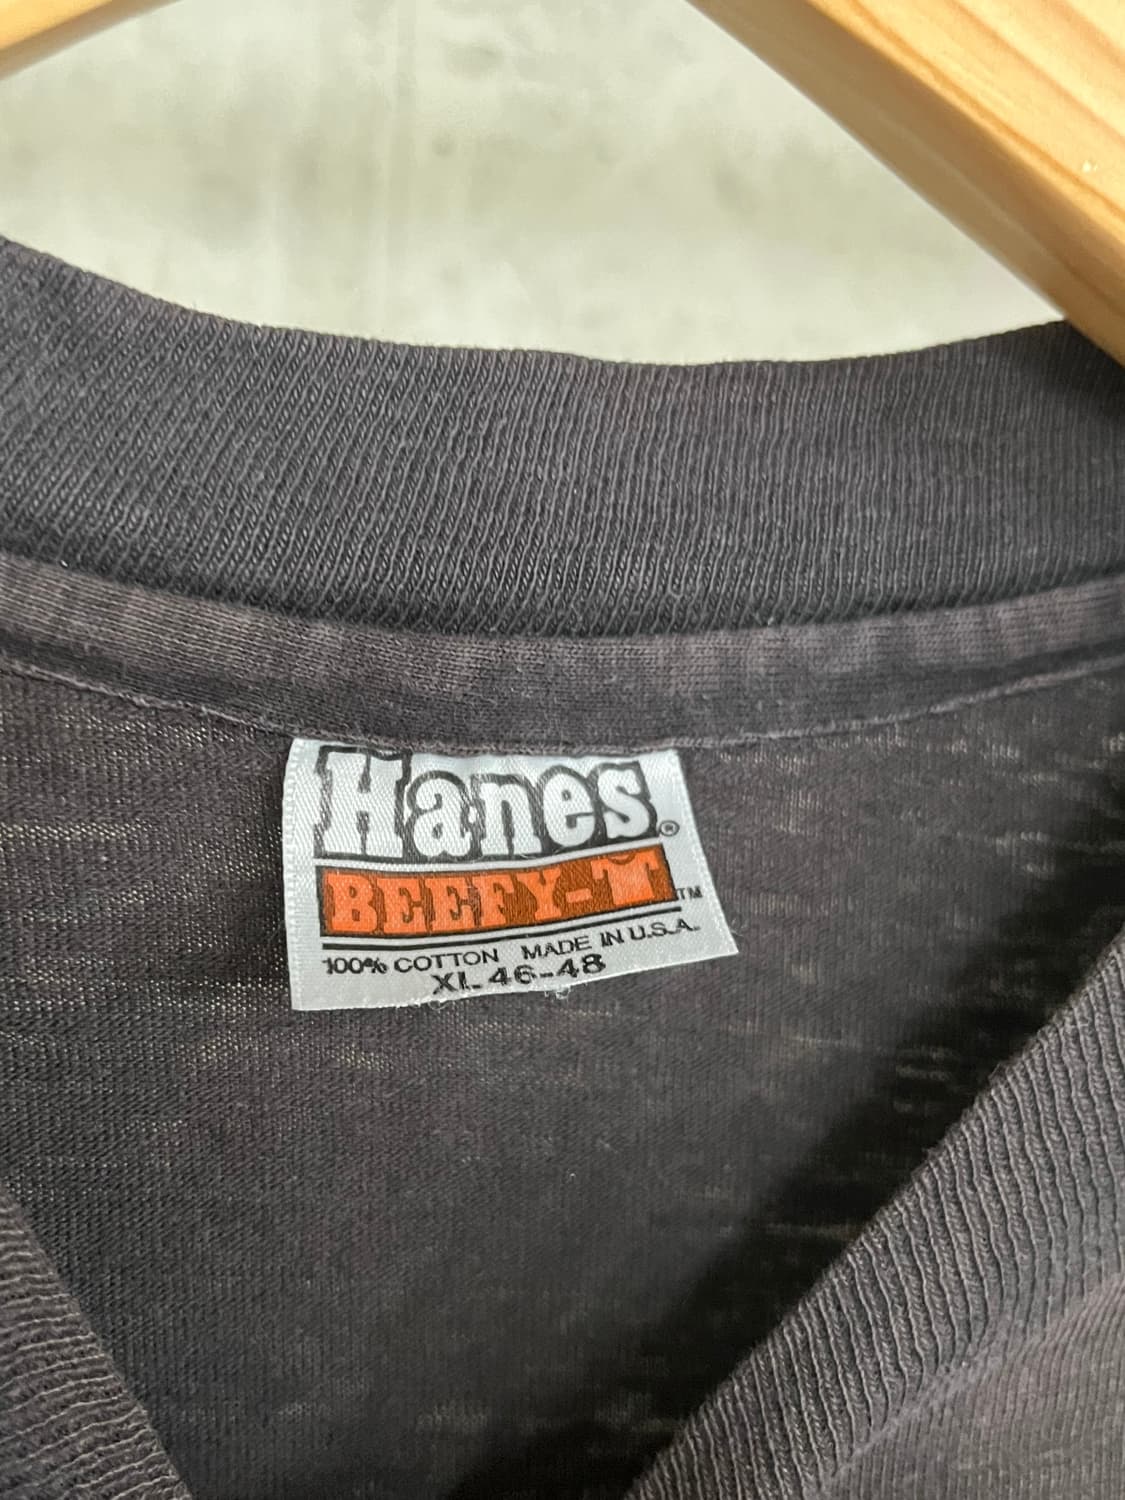 Hanes®
BEEFY-T™
100% COTTON MADE IN U.S.A.
XL 46-48